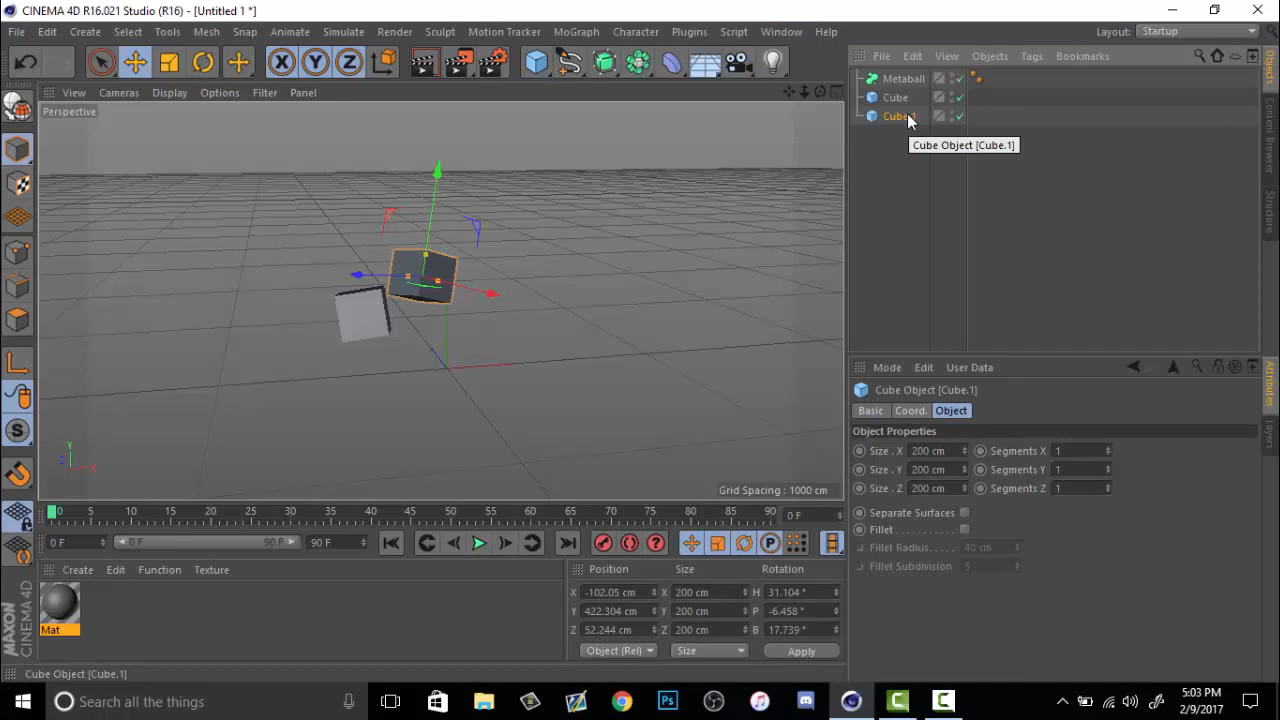 CINEMA 4D R16.021 Studio (R16) - [Untitled 1 *]
File Edit Create Select Tools Mesh Snap Animate Simulate Render Sculpt Motion Tracker MoGraph Character Plugins Script Window Help
Layout: Startup
X Y Z
File Edit View Objects Tags Bookmarks
View Cameras Display Options Filter Panel
Perspective
Metaball
Cube
Cube.1
Cube Object [Cube.1]
Objects
Content Browser
Structure
Mode Edit User Data
Cube Object [Cube.1]
Basic Coord. Object
Object Properties
Size . X 200 cm Segments X 1
Size . Y 200 cm Segments Y 1
Size . Z 200 cm Segments Z 1
Separate Surfaces
Fillet . . . . . . . . . . .
Fillet Radius. . . . . 40 cm
Fillet Subdivision 5
Attributes
Layers
Y
Z X
Grid Spacing : 1000 cm
0 5 10 15 20 25 30 35 40 45 50 55 60 65 70 75 80 85 90 0 F
0 F 0 F 90 F 90 F
Create Edit Function Texture
Mat
Position Size Rotation
X -102.05 cm X 200 cm H 31.104 °
Y 422.304 cm Y 200 cm P -6.458 °
Z 52.244 cm Z 200 cm B 17.739 °
Object (Rel) Size Apply
MAXON
CINEMA 4D
Cube Object [Cube.1]
Search all the things
Ps
5:03 PM
2/9/2017